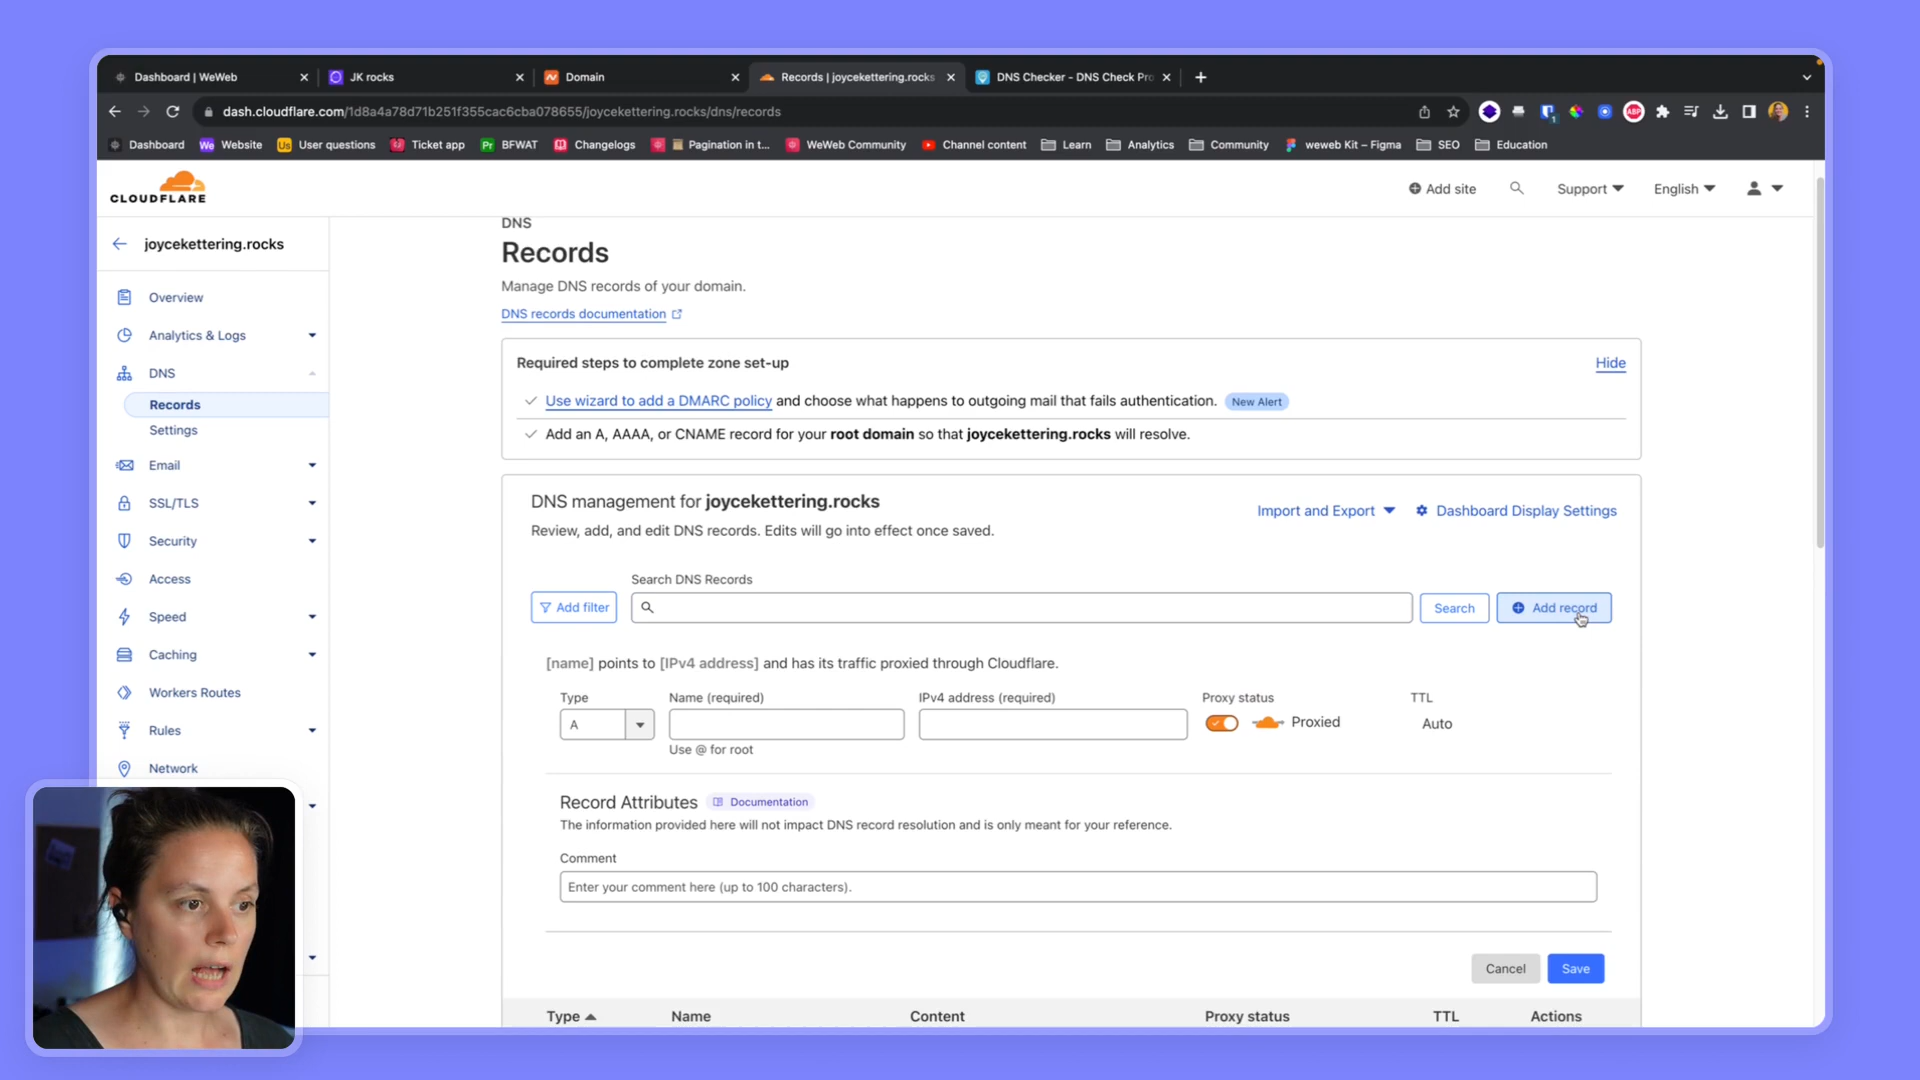 Dashboard | WeWeb
JK rocks
Domain
Records | joycekettering.rocks
DNS Checker - DNS Check Pro
dash.cloudflare.com/1d8a4a78d71b251f355cac6cba078655/joycekettering.rocks/dns/records
ABP
Dashboard
We Website
Us User questions
Ticket app
Pr BFWAT
Changelogs
Pagination in t...
WeWeb Community
Channel content
Learn
Analytics
Community
weweb Kit – Figma
SEO
Education
CLOUDFLARE
Add site
Support
English
joycekettering.rocks
Overview
Analytics & Logs
DNS
Records
Settings
Email
SSL/TLS
Security
Access
Speed
Caching
Workers Routes
Rules
Network
DNS
Records
Manage DNS records of your domain.
DNS records documentation
Required steps to complete zone set-up
Hide
Use wizard to add a DMARC policy and choose what happens to outgoing mail that fails authentication. New Alert
Add an A, AAAA, or CNAME record for your root domain so that joycekettering.rocks will resolve.
DNS management for joycekettering.rocks
Import and Export
Dashboard Display Settings
Review, add, and edit DNS records. Edits will go into effect once saved.
Search DNS Records
Add filter
Search
Add record
[name] points to [IPv4 address] and has its traffic proxied through Cloudflare.
Type
Name (required)
IPv4 address (required)
Proxy status
TTL
A
Proxied
Auto
Use @ for root
Record Attributes
Documentation
The information provided here will not impact DNS record resolution and is only meant for your reference.
Comment
Enter your comment here (up to 100 characters).
Cancel
Save
Type
Name
Content
Proxy status
TTL
Actions